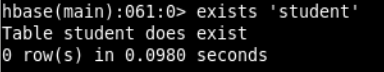 hbase(main):061:0> exists 'student'
Table student does exist
0 row(s) in 0.0980 seconds